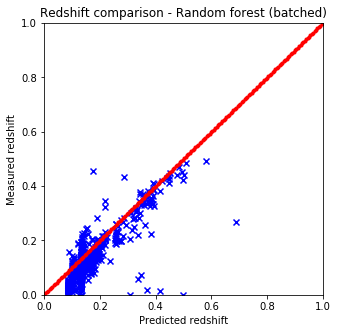 Redshift comparison - Random forest (batched)
1.0
0.8
0.6
0.4
0.2
0.0
Measured redshift
0.0 0.2 0.4 0.6 0.8 1.0
Predicted redshift